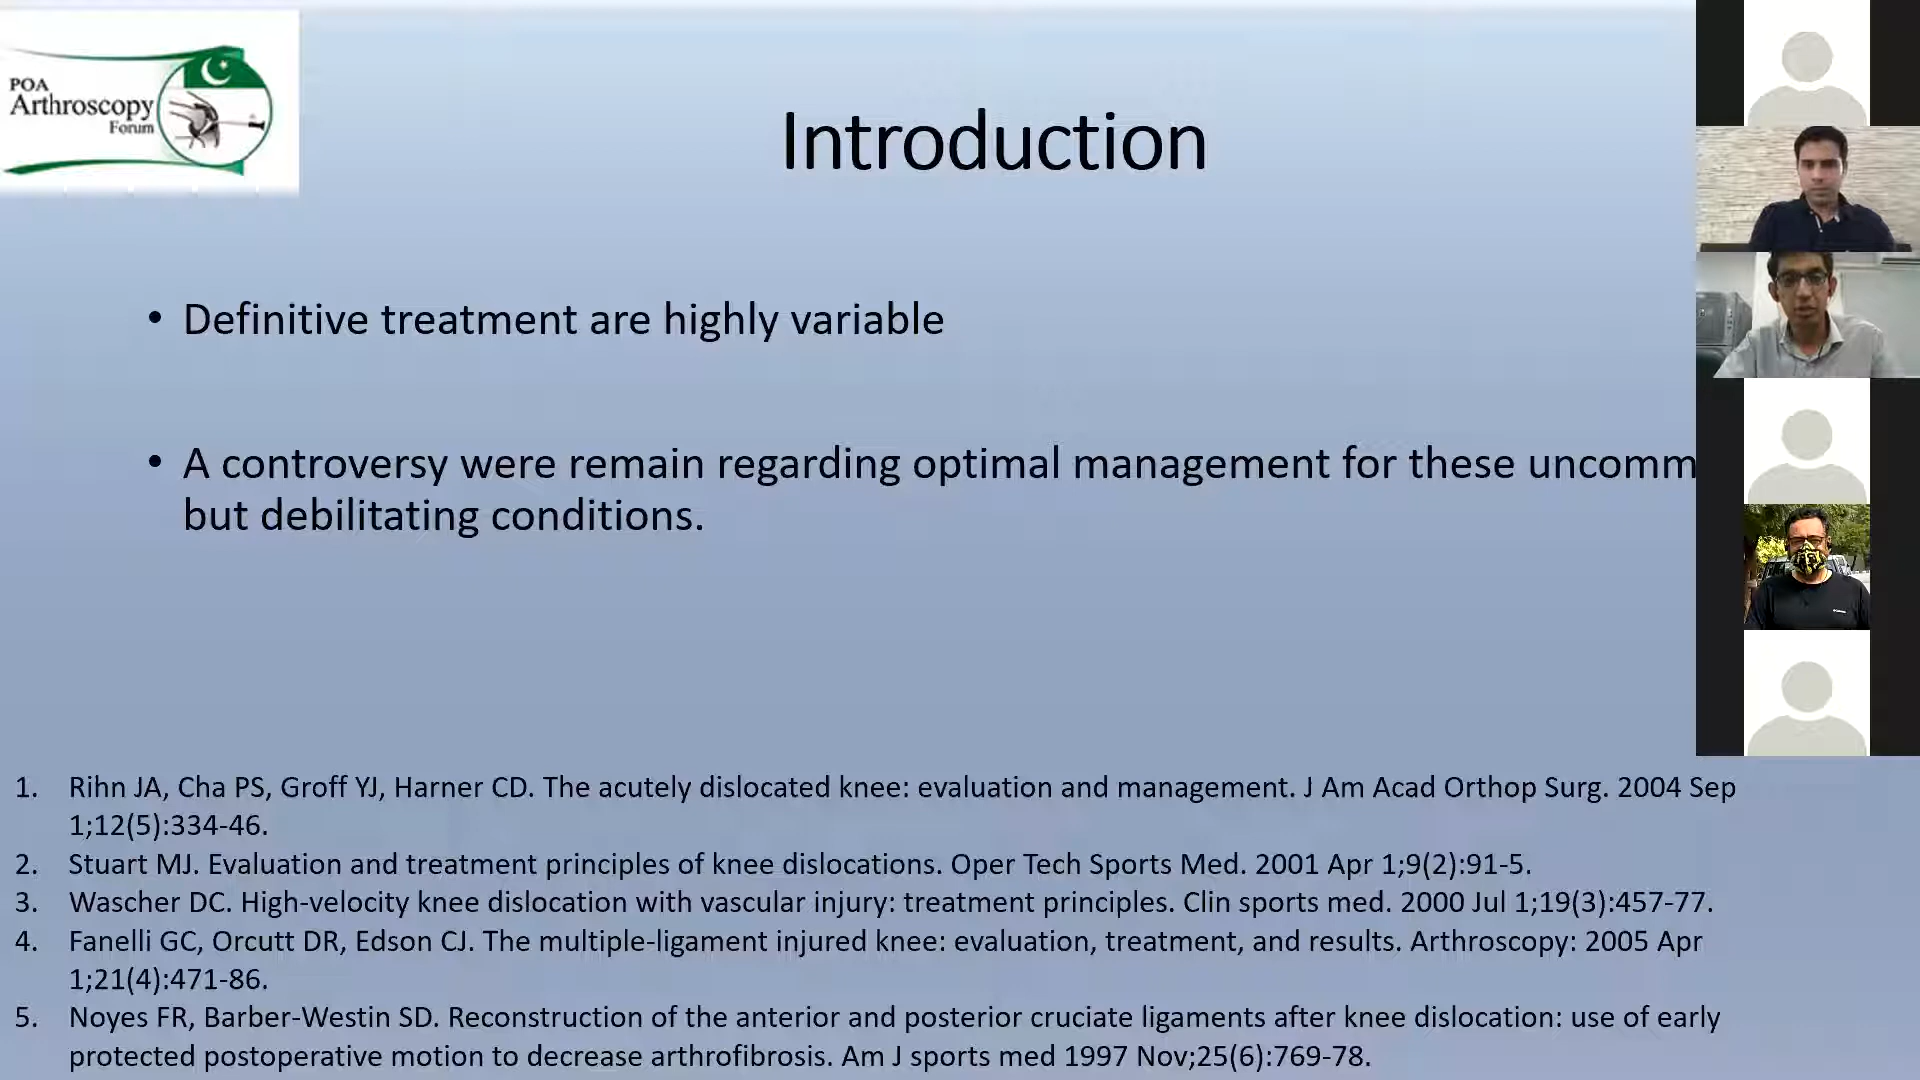 POA
Arthroscopy
Forum
Introduction
• Definitive treatment are highly variable
• A controversy were remain regarding optimal management for these uncomm
but debilitating conditions.
1. Rihn JA, Cha PS, Groff YJ, Harner CD. The acutely dislocated knee: evaluation and management. J Am Acad Orthop Surg. 2004 Sep
1;12(5):334-46.
2. Stuart MJ. Evaluation and treatment principles of knee dislocations. Oper Tech Sports Med. 2001 Apr 1;9(2):91-5.
3. Wascher DC. High-velocity knee dislocation with vascular injury: treatment principles. Clin sports med. 2000 Jul 1;19(3):457-77.
4. Fanelli GC, Orcutt DR, Edson CJ. The multiple-ligament injured knee: evaluation, treatment, and results. Arthroscopy: 2005 Apr
1;21(4):471-86.
5. Noyes FR, Barber-Westin SD. Reconstruction of the anterior and posterior cruciate ligaments after knee dislocation: use of early
protected postoperative motion to decrease arthrofibrosis. Am J sports med 1997 Nov;25(6):769-78.